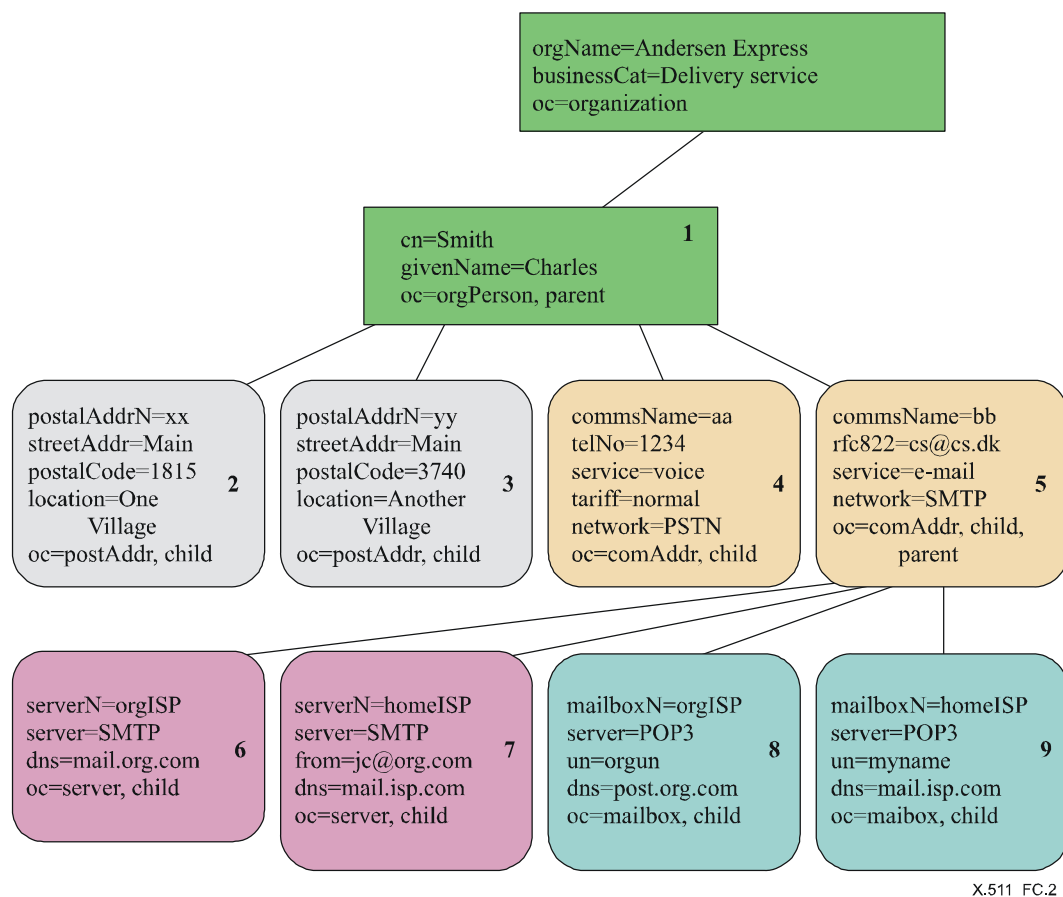 orgName=Andersen Express
businessCat=Delivery service
oc=organization
1
cn=Smith
givenName=Charles
oc=orgPerson, parent
postalAddrN=xx
streetAddr=Main
postalCode=1815
location=One
Village
oc=postAddr, child
2
postalAddrN=yy
streetAddr=Main
postalCode=3740
location=Another
Village
oc=postAddr, child
3
commsName=aa
telNo=1234
service=voice
tariff=normal
network=PSTN
oc=comAddr, child
4
commsName=bb
rfc822=cs@cs.dk
service=e-mail
network=SMTP
oc=comAddr, child,
parent
5
serverN=orgISP
server=SMTP
dns=mail.org.com
oc=server, child
6
serverN=homeISP
server=SMTP
from=jc@org.com
dns=mail.isp.com
oc=server, child
7
mailboxN=orgISP
server=POP3
un=orgun
dns=post.org.com
oc=mailbox, child
8
mailboxN=homeISP
server=POP3
un=myname
dns=mail.isp.com
oc=maibox, child
9
X.511 FC.2